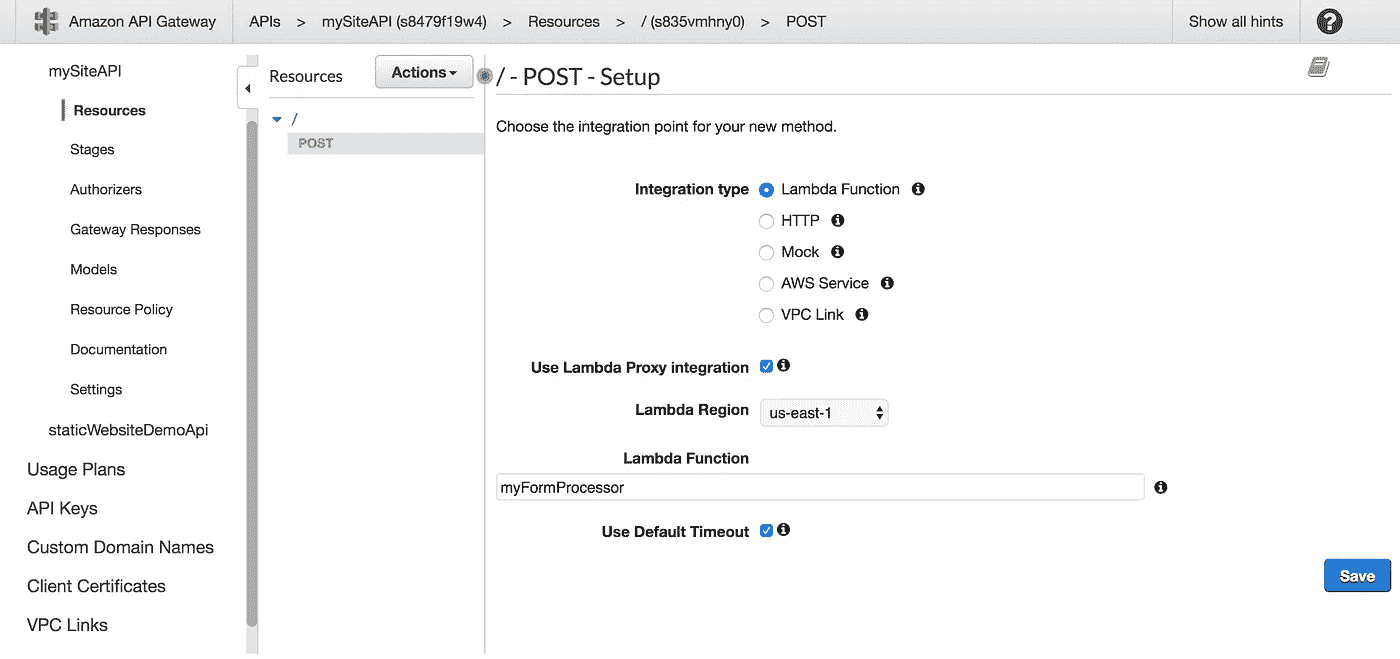 Amazon API Gateway
APIs > mySiteAPI (s8479f19w4) > Resources > / (s835vmhny0) > POST
Show all hints
?
mySiteAPI
Resources
Stages
Authorizers
Gateway Responses
Models
Resource Policy
Documentation
Settings
staticWebsiteDemoApi
Usage Plans
API Keys
Custom Domain Names
Client Certificates
VPC Links
Resources
Actions
/
POST
/ - POST - Setup
Choose the integration point for your new method.
Integration type Lambda Function
HTTP
Mock
AWS Service
VPC Link
Use Lambda Proxy integration
Lambda Region us-east-1
Lambda Function
myFormProcessor
Use Default Timeout
Save